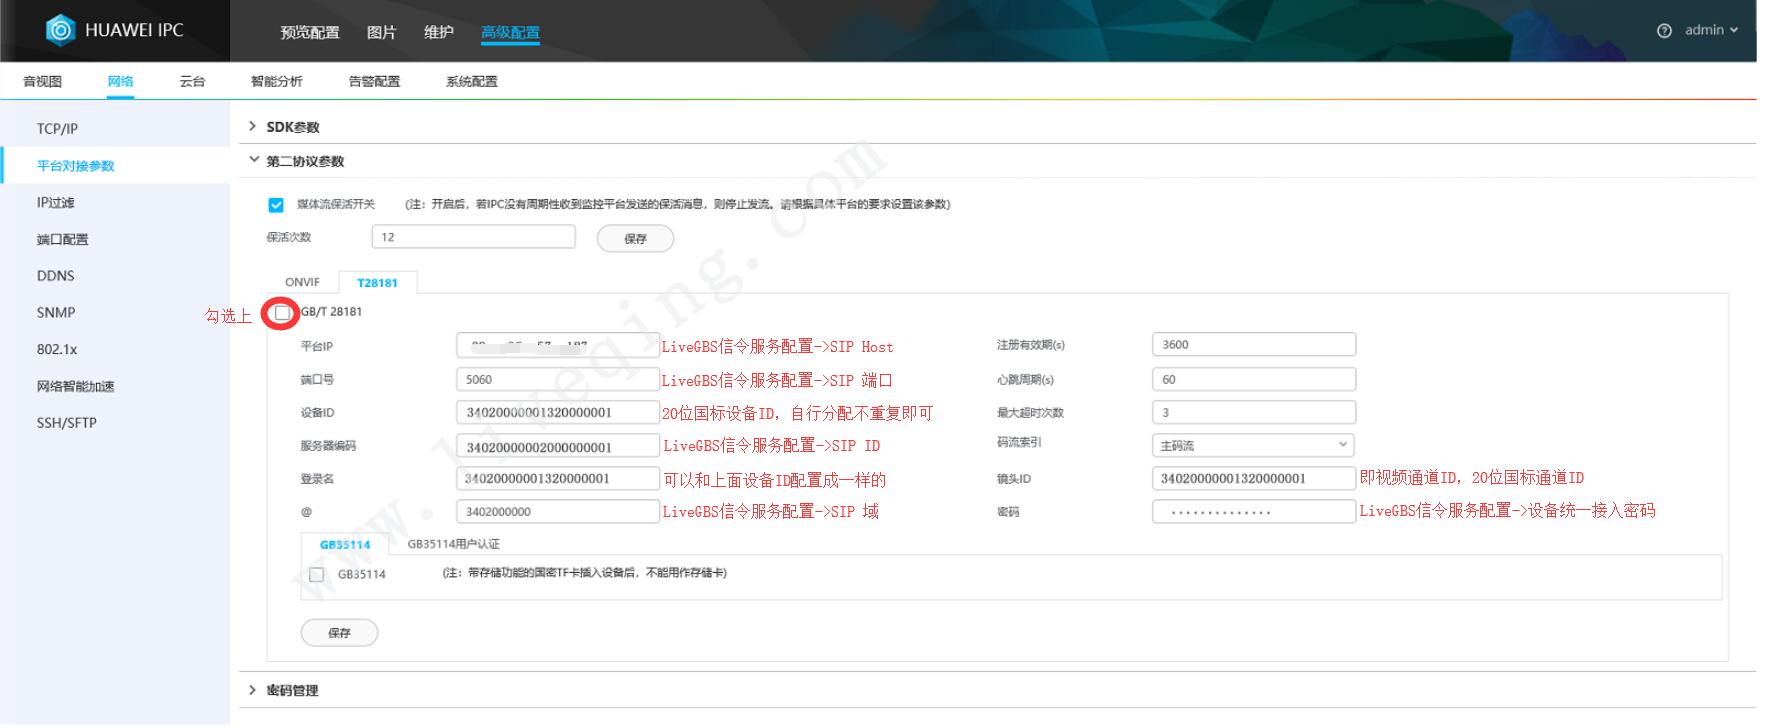 HUAWEI IPC 预览配置 图片 维护 高级配置 admin
音视图 网络 云台 智能分析 告警配置 系统配置
TCP/IP
平台对接参数
IP过滤
端口配置
DDNS
SNMP
802.1x
网络智能加速
SSH/SFTP
SDK参数
第二协议参数
媒体流保活开关 (注：开启后，若IPC没有周期性收到监控平台发送的保活消息，则停止发流。请根据具体平台的要求设置该参数)
保活次数 12 保存
ONVIF T28181
勾选上 GB/T 28181
平台IP LiveGBS信令服务配置->SIP Host 注册有效期(s) 3600
端口号 5060 LiveGBS信令服务配置->SIP 端口 心跳周期(s) 60
设备ID 34020000001320000001 20位国标设备ID，自行分配不重复即可 最大超时次数 3
服务器编码 34020000002000000001 LiveGBS信令服务配置->SIP ID 码流索引 主码流
登录名 34020000001320000001 可以和上面设备ID配置成一样的 镜头ID 34020000001320000001 即视频通道ID，20位国标通道ID
@ 3402000000 LiveGBS信令服务配置->SIP 域 密码 ·············· LiveGBS信令服务配置->设备统一接入密码
GB35114 GB35114用户认证
GB35114 (注：带存储功能的国密TF卡插入设备后，不能用作存储卡)
保存
密码管理
www.liveqing.com